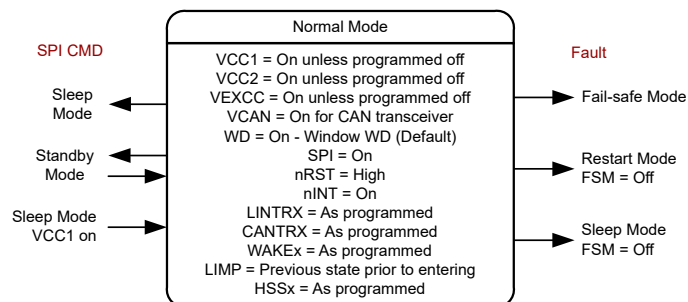 Normal Mode
SPI CMD
Fault
VCC1 = On unless programmed off
VCC2 = On unless programmed off
VEXCC = On unless programmed off
VCAN = On for CAN transceiver
WD = On - Window WD (Default)
SPI = On
nRST = High
nINT = On
LINTRX = As programmed
CANTRX = As programmed
WAKEx = As programmed
LIMP = Previous state prior to entering
HSSx = As programmed
Sleep
Mode
Standby
Mode
Sleep Mode
VCC1 on
Fail-safe Mode
Restart Mode
FSM = Off
Sleep Mode
FSM = Off